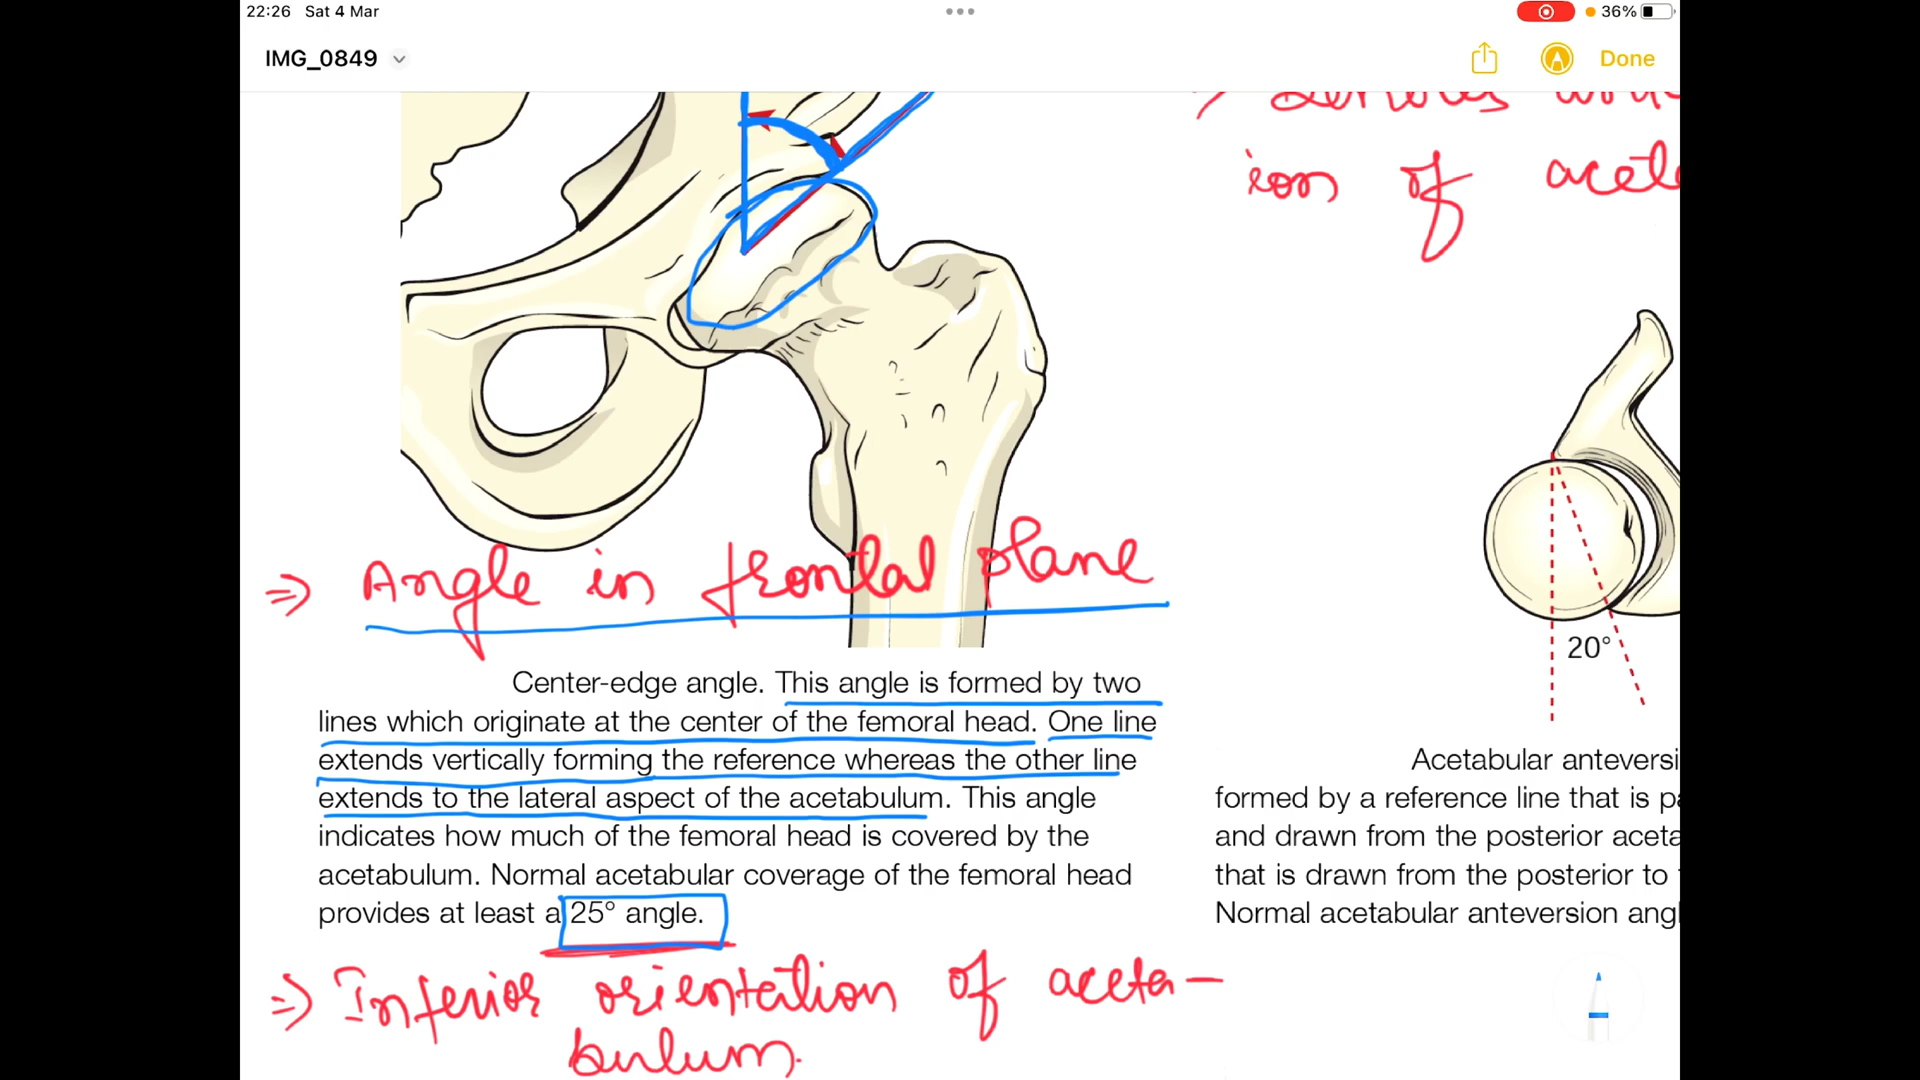 22:26 Sat 4 Mar
36%
IMG_0849
Done
ion of aceta
20°
=> Angle in frontal plane
Center-edge angle. This angle is formed by two
lines which originate at the center of the femoral head. One line
extends vertically forming the reference whereas the other line
extends to the lateral aspect of the acetabulum. This angle
indicates how much of the femoral head is covered by the
acetabulum. Normal acetabular coverage of the femoral head
provides at least a 25° angle.
=> Inferior orientation of aceta-
bulum.
Acetabular anteversi
formed by a reference line that is pa
and drawn from the posterior aceta
that is drawn from the posterior to
Normal acetabular anteversion angl